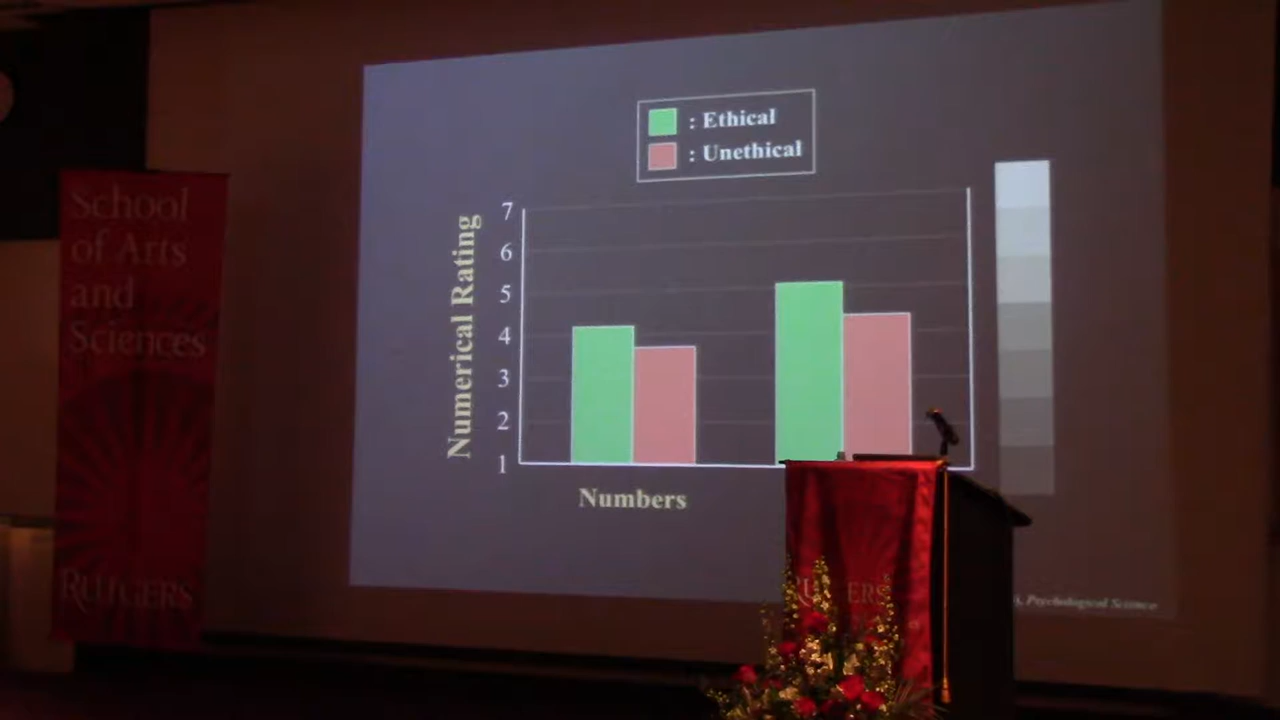 School
of Arts
and
Sciences
RUTGERS
: Ethical
: Unethical
Numerical Rating
7
6
5
4
3
2
1
Numbers
Psychological Science